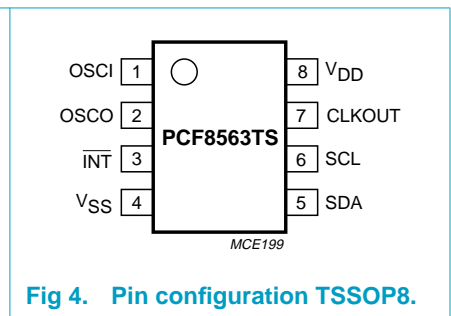 OSCI 1 8 VDD
OSCO 2 7 CLKOUT
PCF8563TS
INT 3 6 SCL
VSS 4 5 SDA
MCE199
Fig 4. Pin configuration TSSOP8.